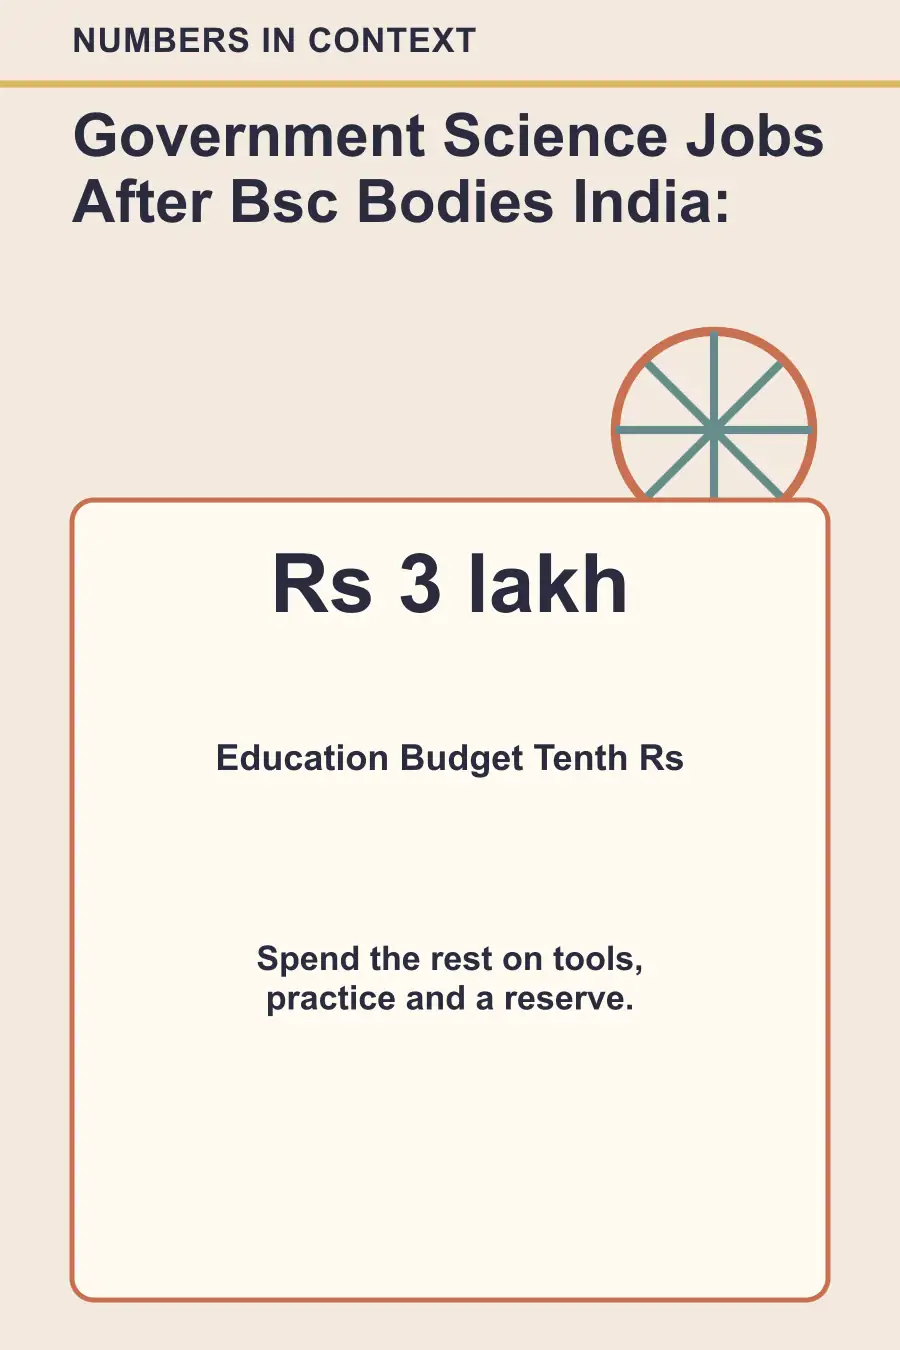 NUMBERS IN CONTEXT
Government Science Jobs
After Bsc Bodies India:
Rs 3 lakh
Education Budget Tenth Rs
Spend the rest on tools,
practice and a reserve.